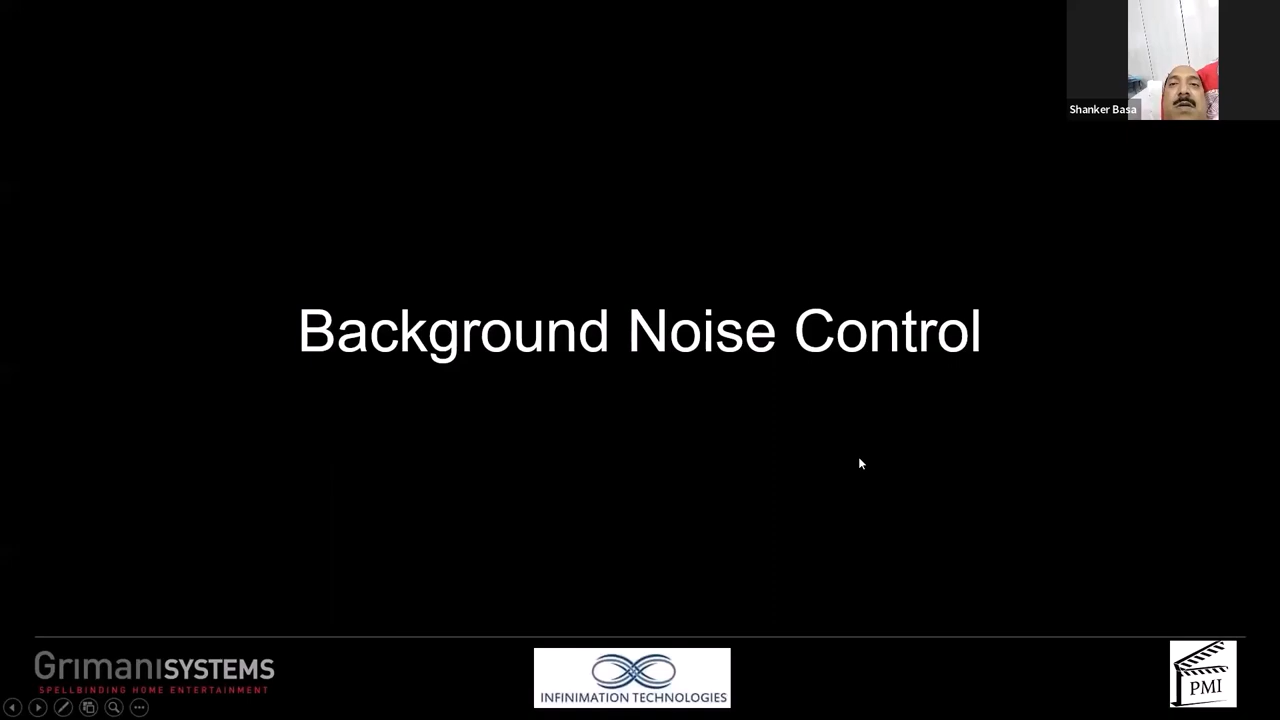 Shanker Basa
Background Noise Control
GrimaniSYSTEMS
SPELLBINDING HOME ENTERTAINMENT
INFINIMATION TECHNOLOGIES
PMI